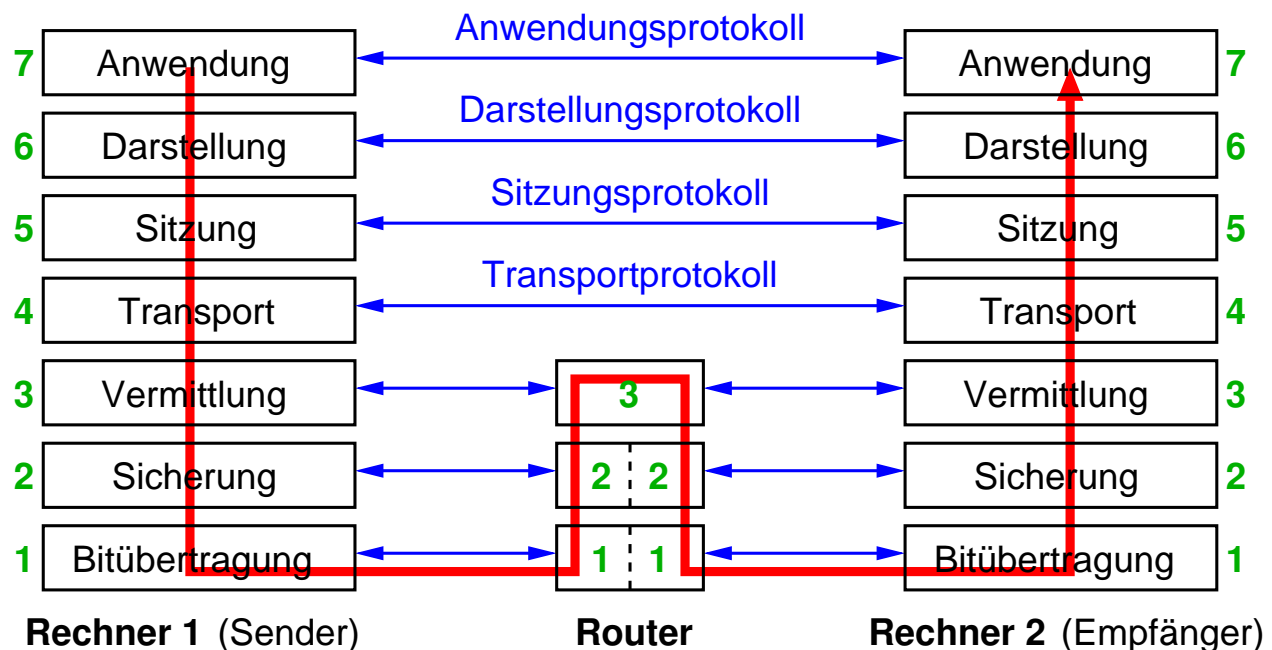 Anwendungsprotokoll
7 Anwendung Anwendung 7
Darstellungsprotokoll
6 Darstellung Darstellung 6
Sitzungsprotokoll
5 Sitzung Sitzung 5
Transportprotokoll
4 Transport Transport 4
3 Vermittlung 3 Vermittlung 3
2 Sicherung 2 2 Sicherung 2
1 Bitübertragung 1 1 Bitübertragung 1
Rechner 1 (Sender) Router Rechner 2 (Empfänger)